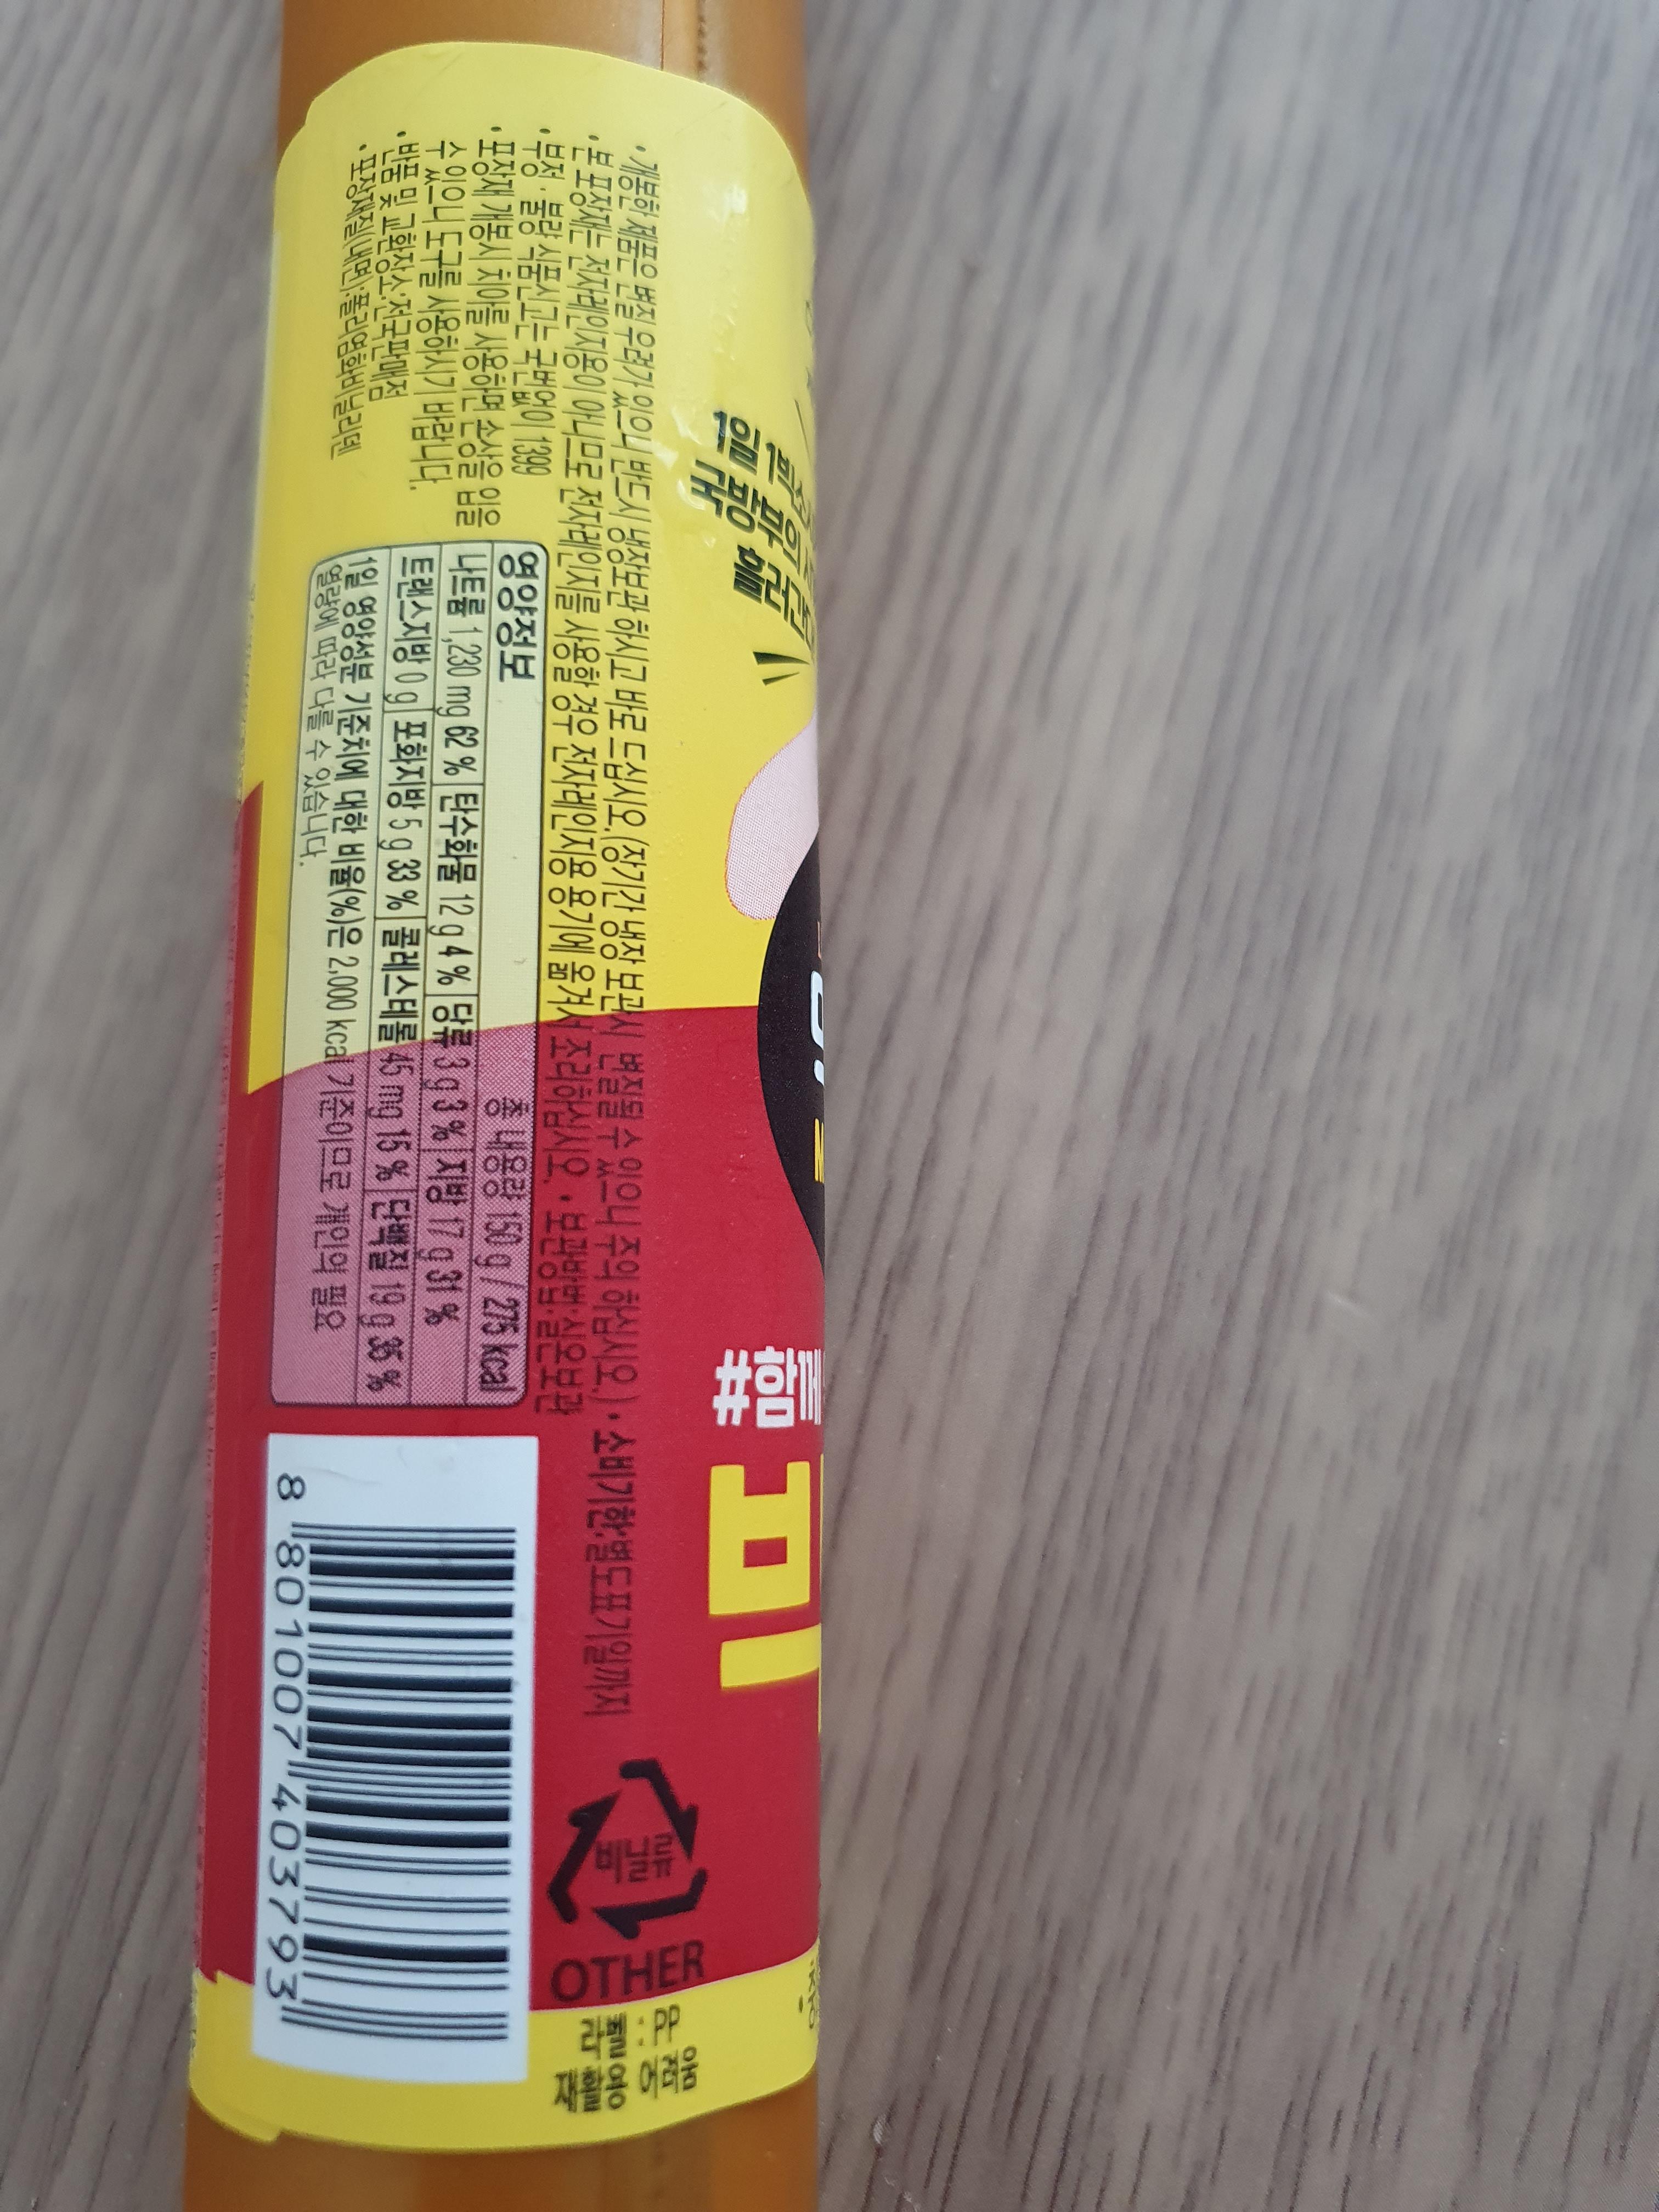 1일 1빅
국방부의
흘러간
#함께
• 개봉한 제품은 변질 우려가 있으니 반드시 냉장보관 하시고 바로 드십시오.(장기간 냉장 보관시 변질될 수 있으니 주의 하십시오.) • 소비기한:별도표기일까지
• 본 포장재는 전자레인지용이 아니므로 전자레인지를 사용할 경우 전자레인지용 용기에 옮겨서 조리하십시오. • 보관방법:실온보관
• 부정·불량 식품신고는 국번없이 1399
• 포장재 개봉시 치아를 사용하면 손상을 입을
수 있으니 도구를 사용하시기 바랍니다.
• 반품 및 교환장소:전국판매점
• 포장재질(내면):폴리염화비닐리덴
영양정보 총 내용량 150 g / 275 kcal
나트륨 1,230 mg 62 % 탄수화물 12 g 4 % 당류 3 g 3 % 지방 17 g 31 %
트랜스지방 0 g 포화지방 5 g 33 % 콜레스테롤 45 mg 15 % 단백질 19 g 35 %
1일 영양성분 기준치에 대한 비율(%)은 2,000 kcal 기준이므로 개인의 필요
열량에 따라 다를 수 있습니다.
8 801007 403793
비닐류
OTHER
라벨 : PP
재활용 어려움